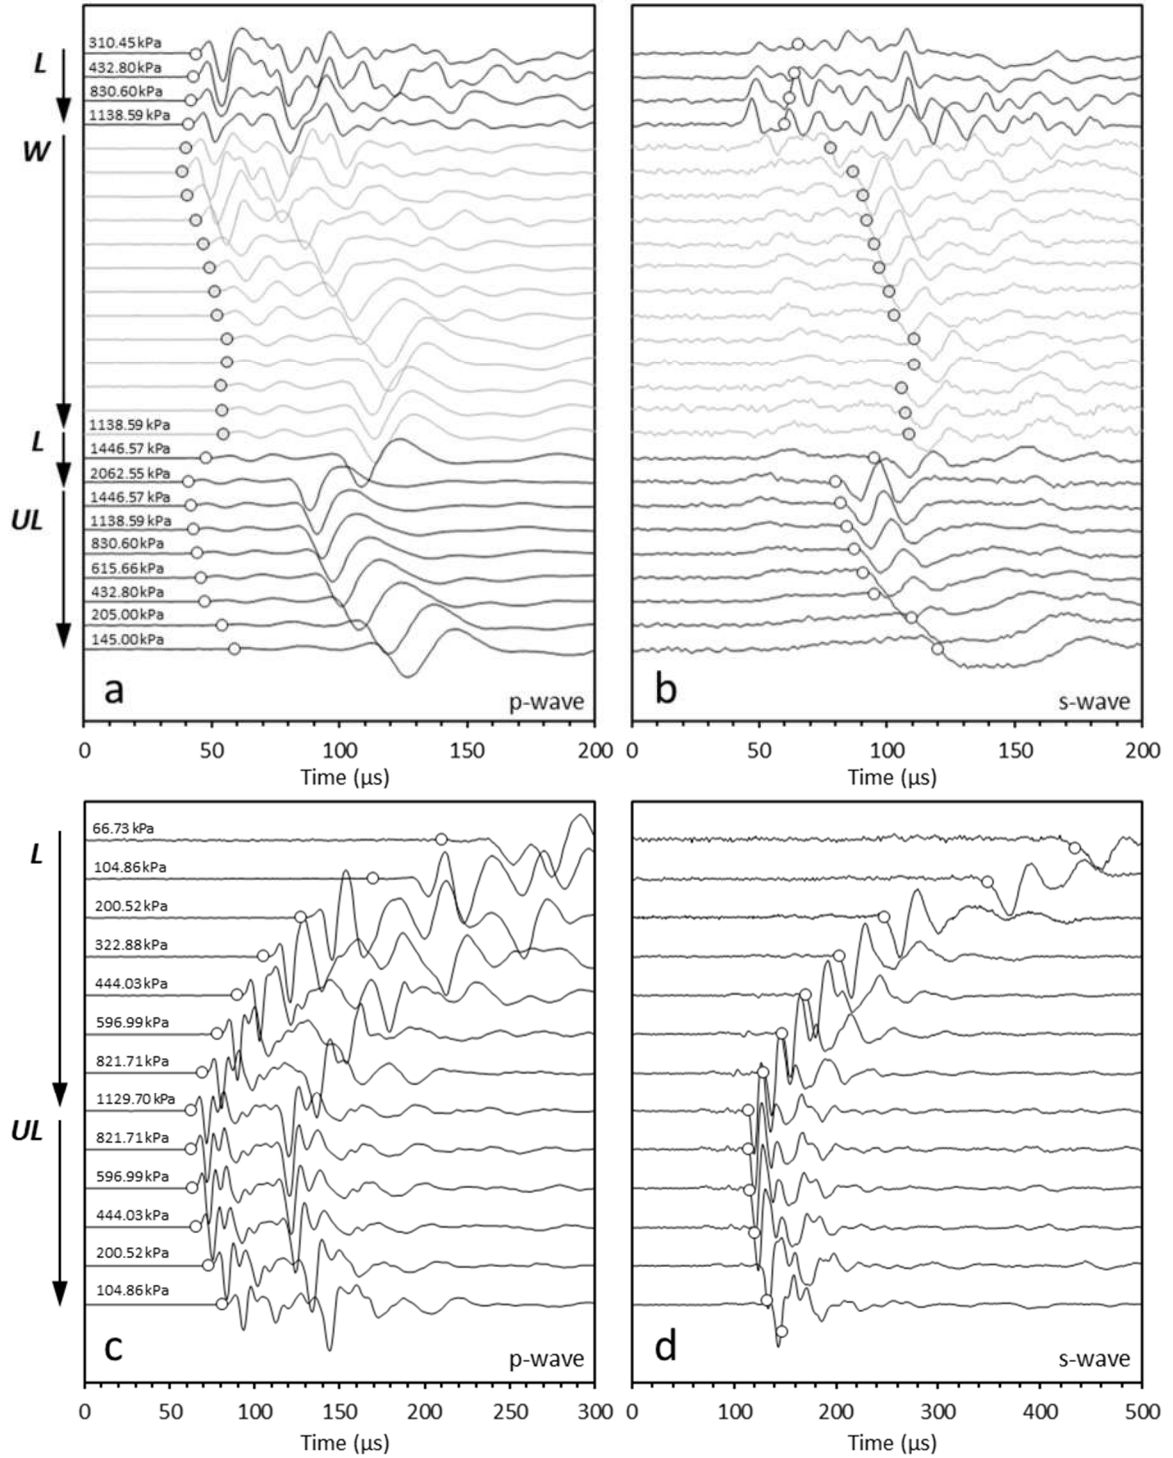 L
W
L
UL
310.45 kPa
432.80 kPa
830.60 kPa
1138.59 kPa
1138.59 kPa
1446.57 kPa
2062.55 kPa
1446.57 kPa
1138.59 kPa
830.60 kPa
615.66 kPa
432.80 kPa
205.00 kPa
145.00 kPa
a
p-wave
0 50 100 150 200
Time (μs)
b
s-wave
50 100 150 200
Time (μs)
L
UL
66.73 kPa
104.86 kPa
200.52 kPa
322.88 kPa
444.03 kPa
596.99 kPa
821.71 kPa
1129.70 kPa
821.71 kPa
596.99 kPa
444.03 kPa
200.52 kPa
104.86 kPa
c
p-wave
0 50 100 150 200 250 300
Time (μs)
d
s-wave
0 100 200 300 400 500
Time (μs)